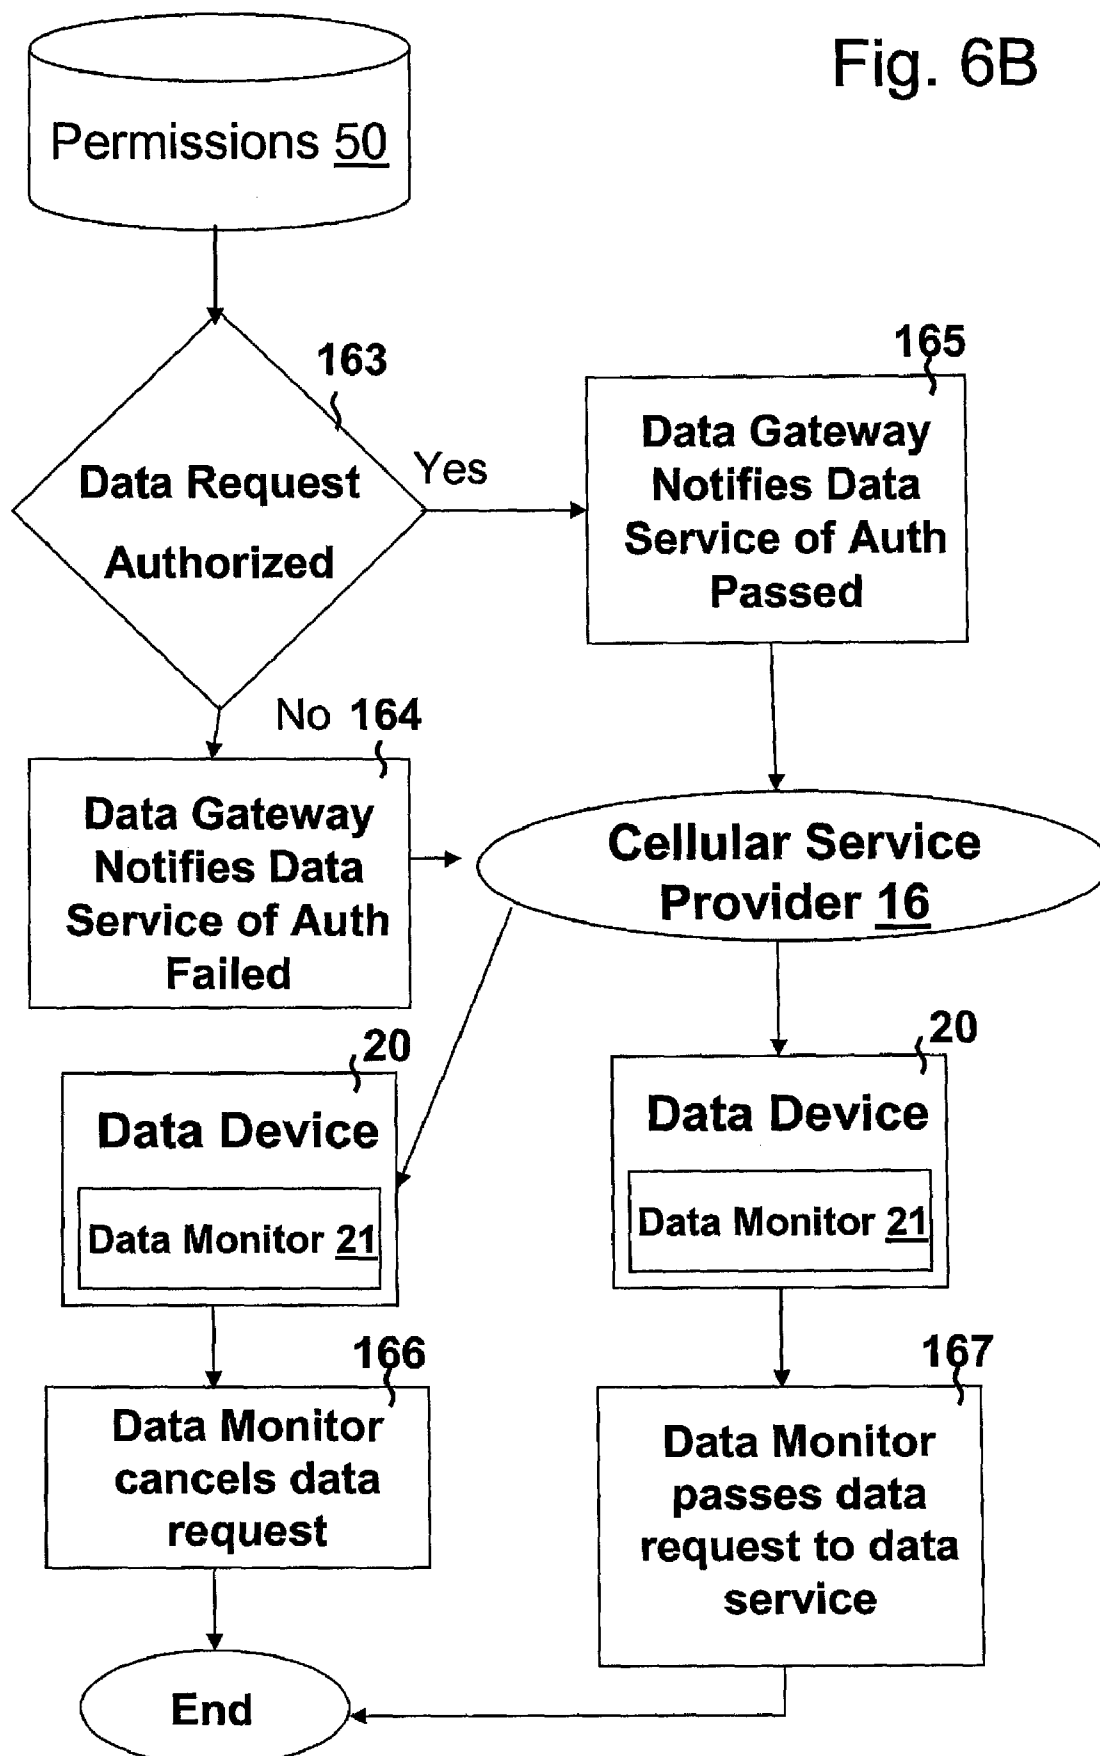 Fig. 6B
Permissions 50
163
Data Request
Authorized
Yes
165
Data Gateway
Notifies Data
Service of Auth
Passed
No
164
Data Gateway
Notifies Data
Service of Auth
Failed
Cellular Service
Provider 16
20
Data Device
Data Monitor 21
20
Data Device
Data Monitor 21
166
Data Monitor
cancels data
request
167
Data Monitor
passes data
request to data
service
End